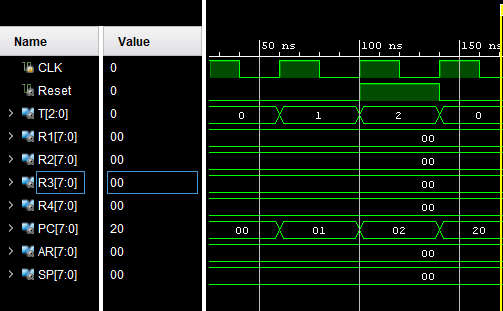 Name Value 50 ns 100 ns 150 ns
CLK 0
Reset 0
T[2:0] 0 0 1 2 0
R1[7:0] 00 00
R2[7:0] 00 00
R3[7:0] 00 00
R4[7:0] 00 00
PC[7:0] 20 00 01 02 20
AR[7:0] 00 00
SP[7:0] 00 00